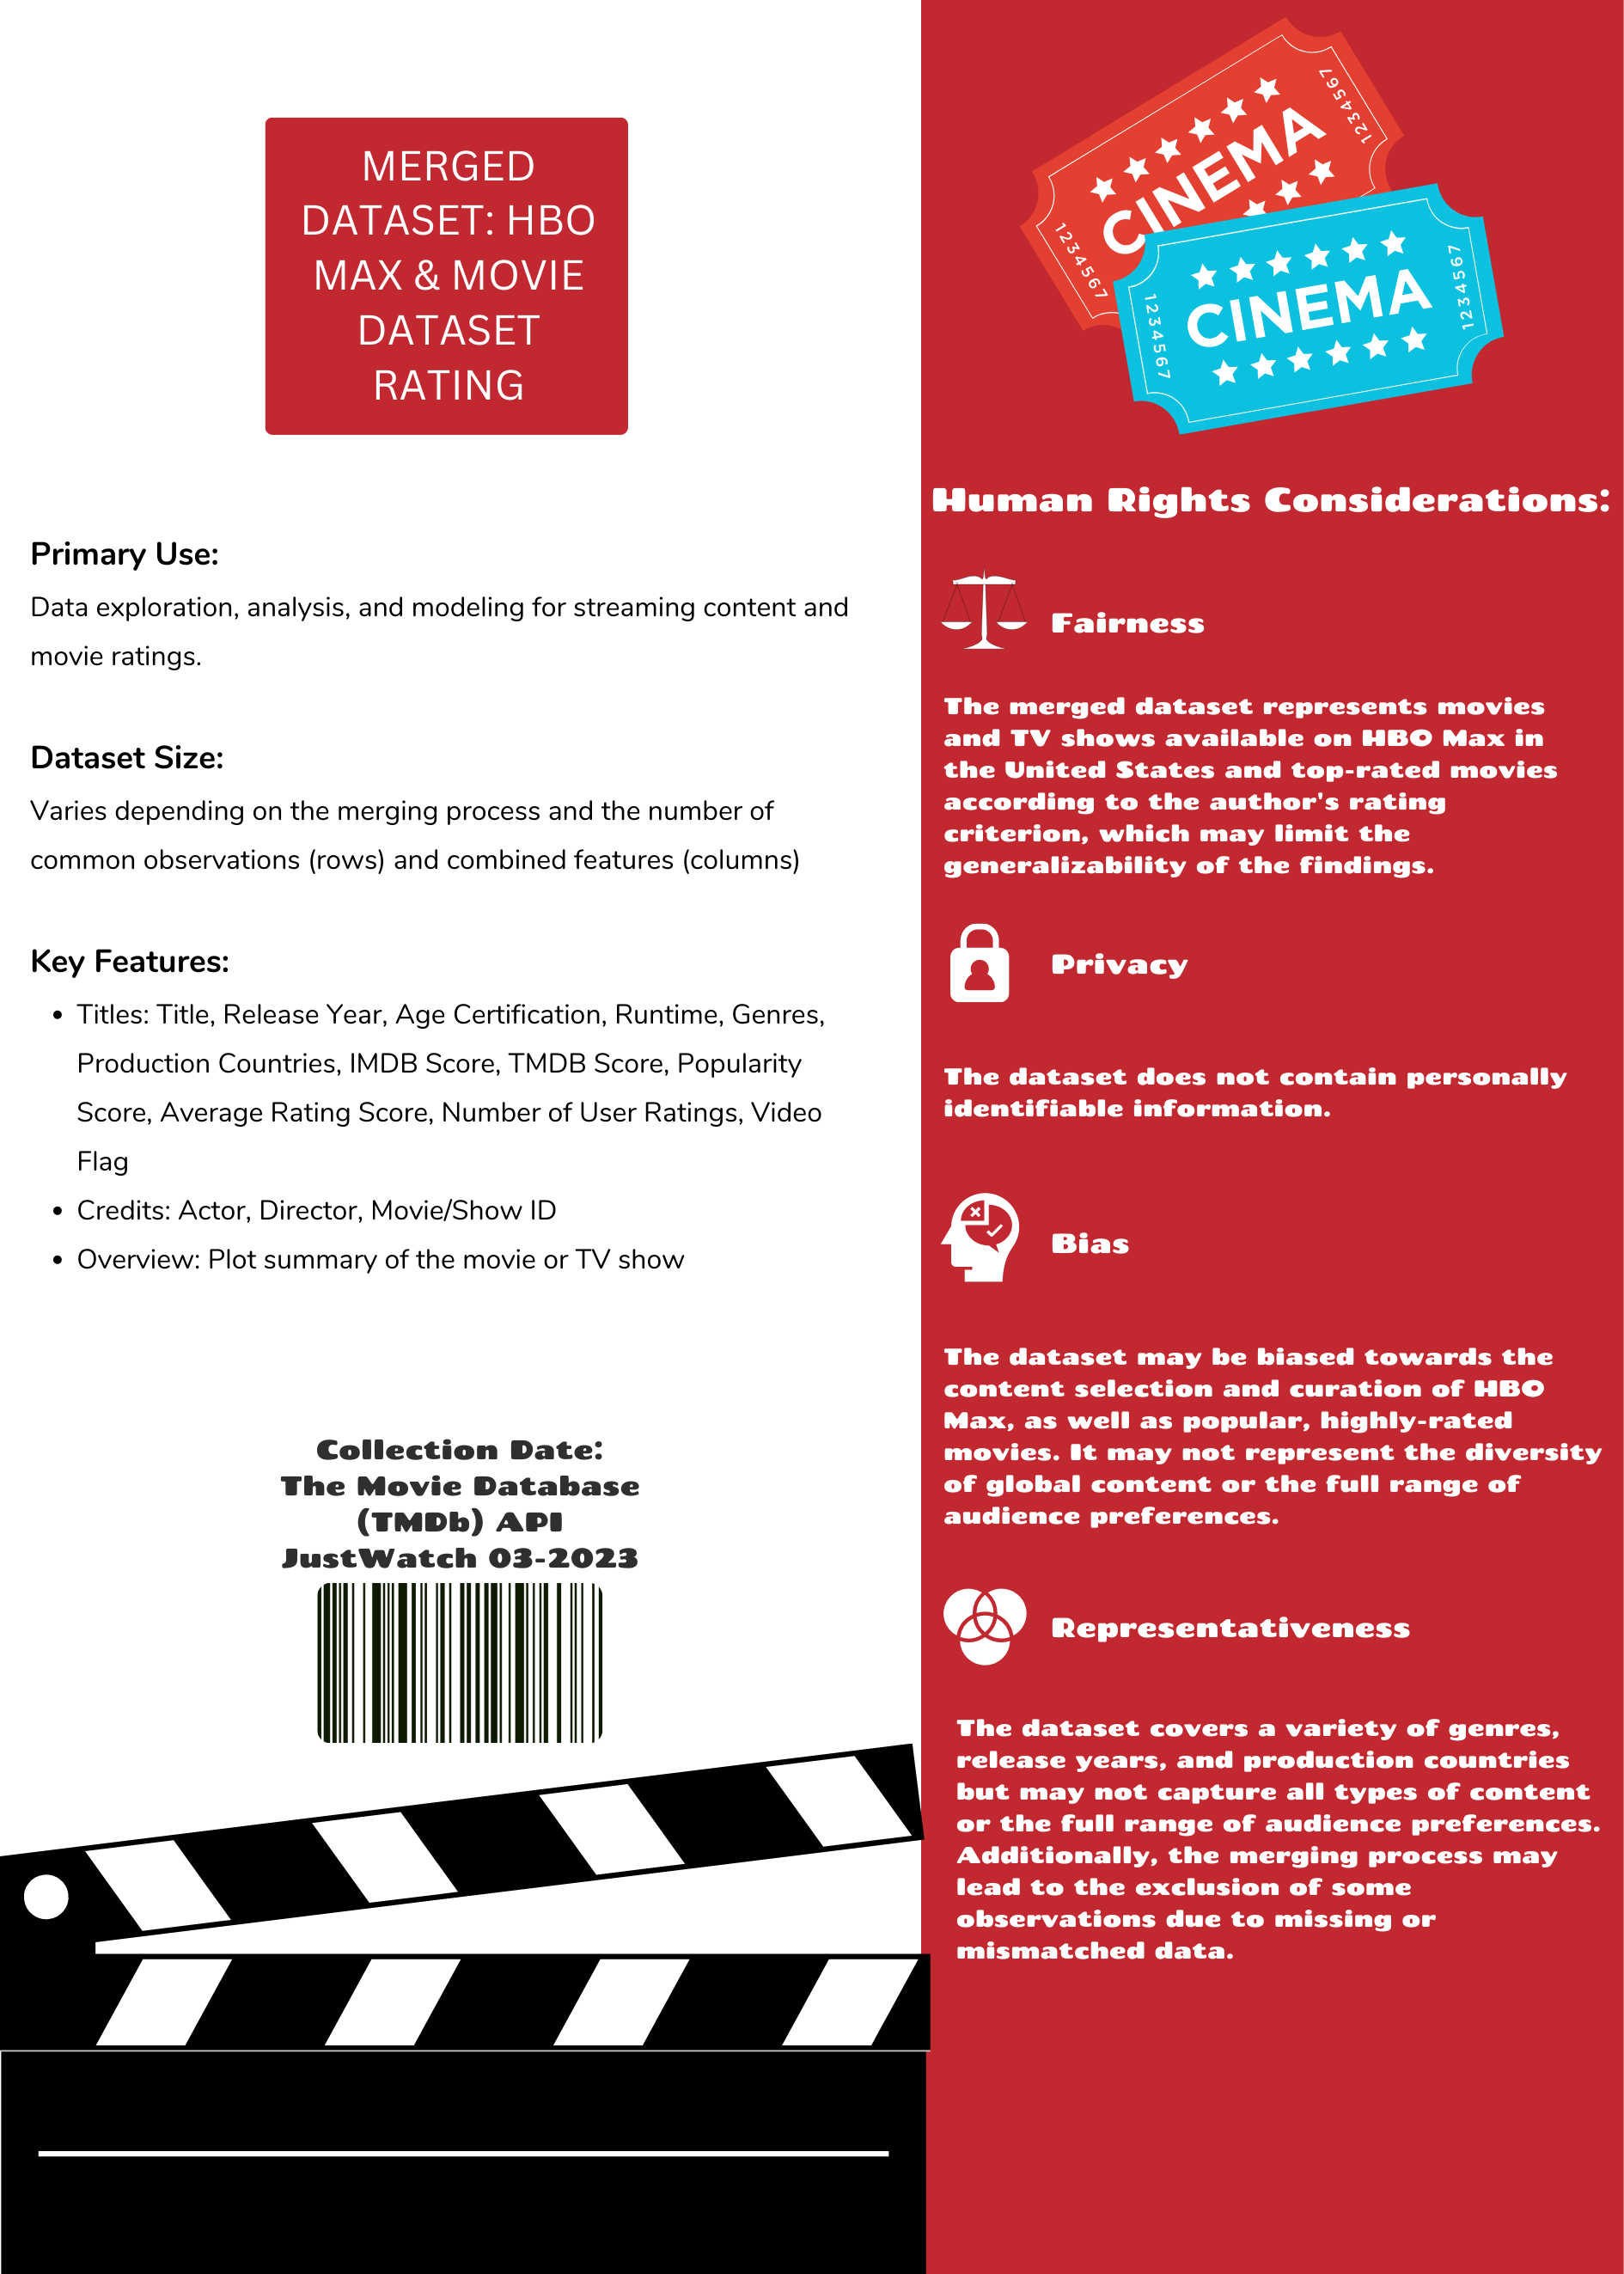 MERGED
DATASET: HBO
MAX & MOVIE
DATASET
RATING
Primary Use:
Data exploration, analysis, and modeling for streaming content and
movie ratings.
Dataset Size:
Varies depending on the merging process and the number of
common observations (rows) and combined features (columns)
Key Features:
• Titles: Title, Release Year, Age Certification, Runtime, Genres,
Production Countries, IMDB Score, TMDB Score, Popularity
Score, Average Rating Score, Number of User Ratings, Video
Flag
• Credits: Actor, Director, Movie/Show ID
• Overview: Plot summary of the movie or TV show
Collection Date:
The Movie Database
(TMDb) API
JustWatch 03-2023
CINEMA
1234567
1234567
CINEMA
1234567
1234567
Human Rights Considerations:
Fairness
The merged dataset represents movies
and TV shows available on HBO Max in
the United States and top-rated movies
according to the author's rating
criterion, which may limit the
generalizability of the findings.
Privacy
The dataset does not contain personally
identifiable information.
Bias
The dataset may be biased towards the
content selection and curation of HBO
Max, as well as popular, highly-rated
movies. It may not represent the diversity
of global content or the full range of
audience preferences.
Representativeness
The dataset covers a variety of genres,
release years, and production countries
but may not capture all types of content
or the full range of audience preferences.
Additionally, the merging process may
lead to the exclusion of some
observations due to missing or
mismatched data.